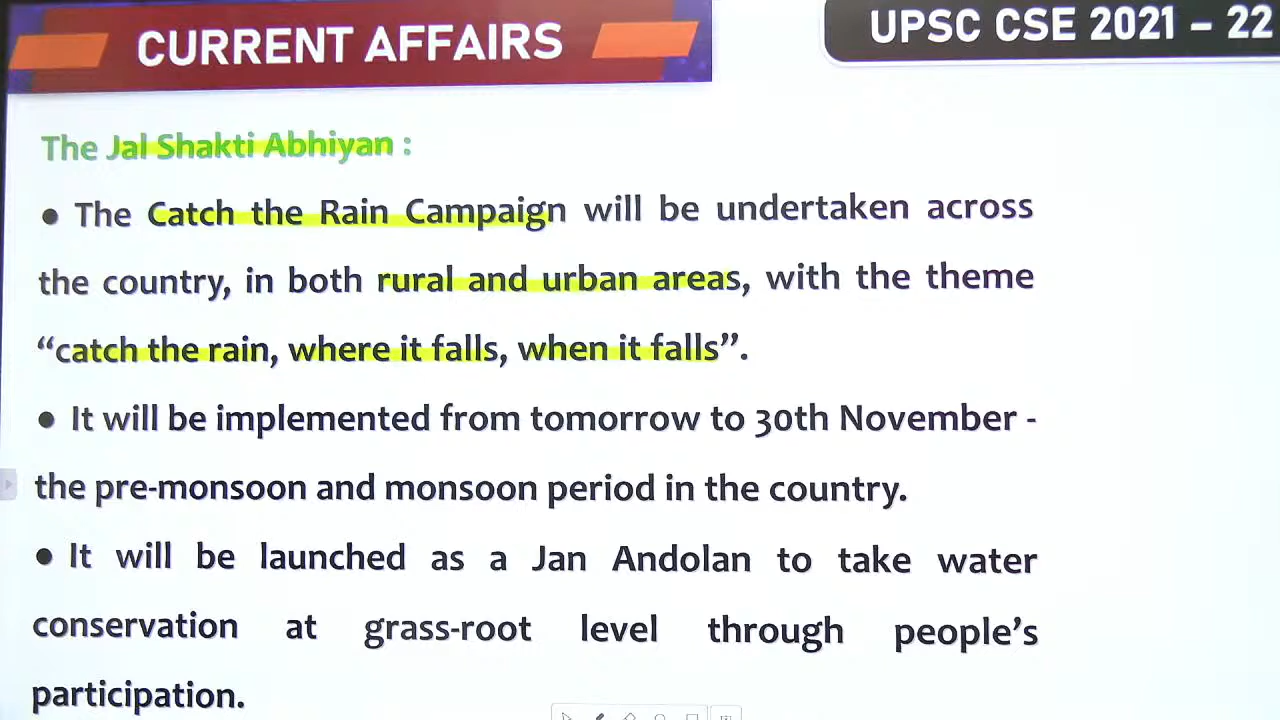 CURRENT AFFAIRS
UPSC CSE 2021 – 22
The Jal Shakti Abhiyan :
● The Catch the Rain Campaign will be undertaken across
the country, in both rural and urban areas, with the theme
“catch the rain, where it falls, when it falls”.
● It will be implemented from tomorrow to 30th November -
the pre-monsoon and monsoon period in the country.
● It will be launched as a Jan Andolan to take water
conservation at grass-root level through people’s
participation.